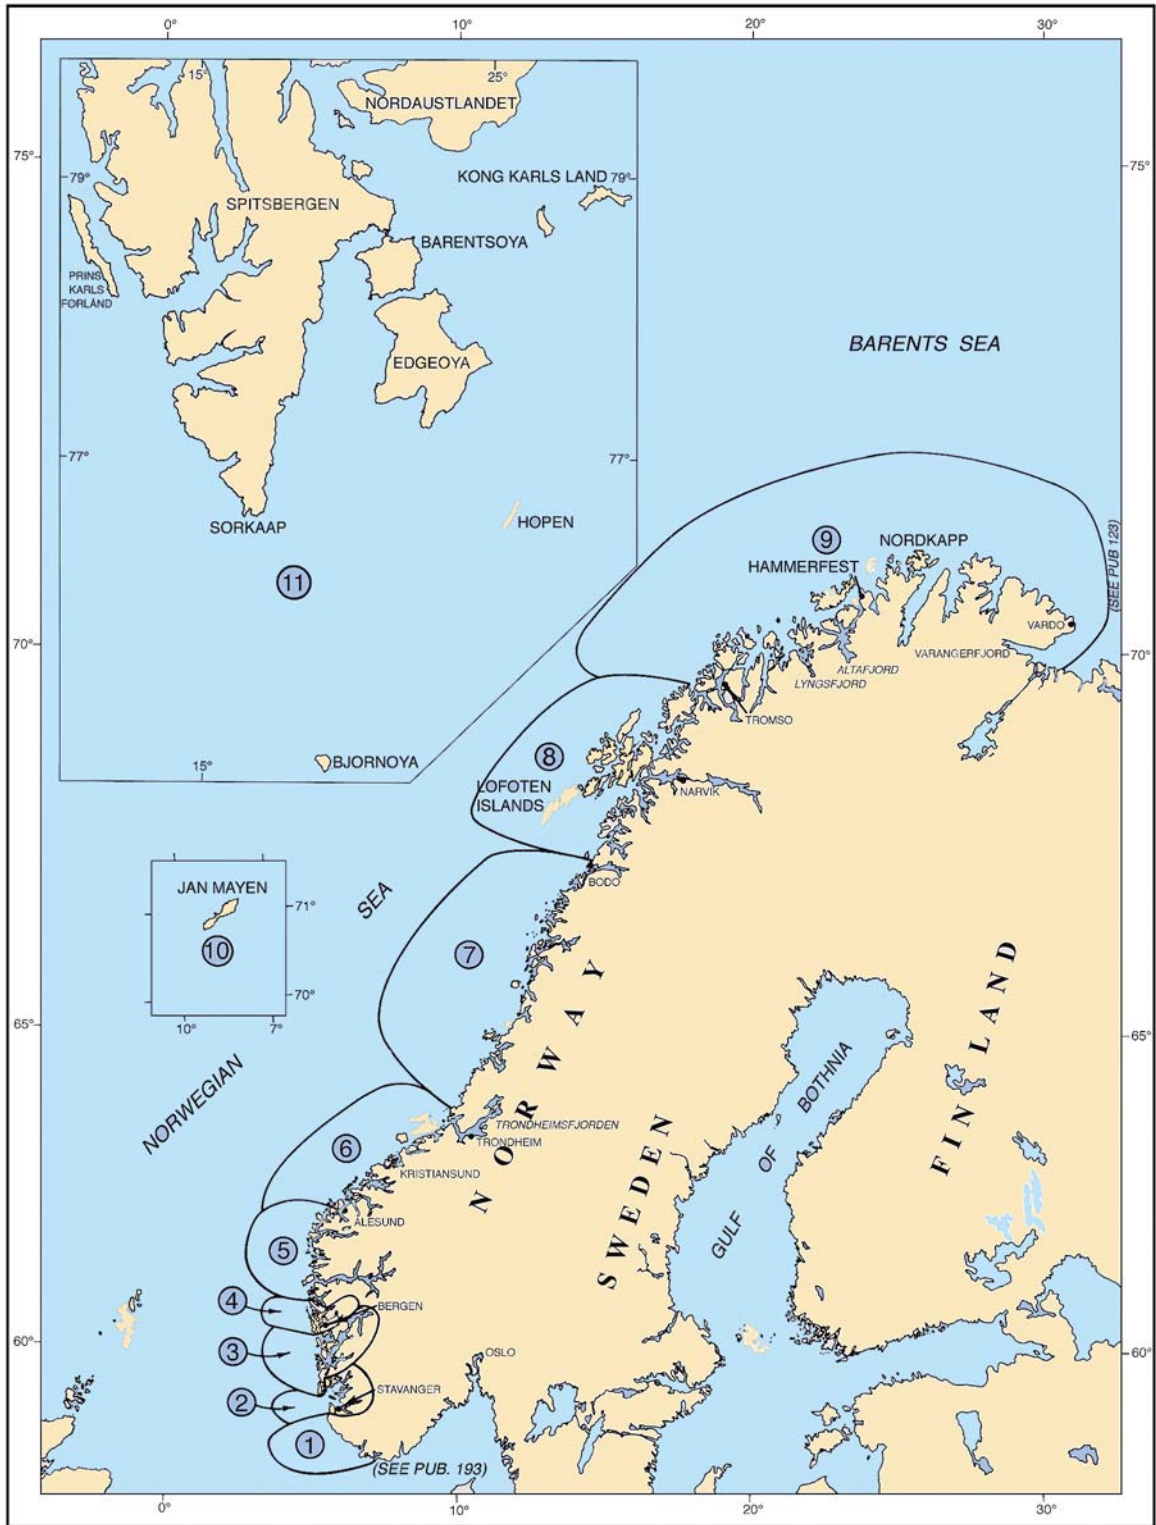 0°
10°
20°
30°
15°
25°
NORDAUSTLANDET
75°
75°
79°
KONG KARLS LAND
79°
SPITSBERGEN
BARENTSOYA
PRINS
KARLS
FORLAND
BARENTS SEA
EDGEOYA
77°
77°
HOPEN
SORKAAP
9
NORDKAPP
(SEE PUB 123)
HAMMERFEST
11
VARDO
70°
VARANGERFJORD
70°
ALTAFJORD
LYNGSFJORD
TROMSO
8
BJORNOYA
15°
LOFOTEN
ISLANDS
NARVIK
BODO
JAN MAYEN
71°
10
70°
10°
7°
NORWEGIAN
SEA
7
65°
65°
NORWAY
SWEDEN
FINLAND
GULF
OF
BOTHNIA
TRONDHEIMSFJORDEN
TRONDHEIM
6
KRISTIANSUND
ALESUND
5
4
BERGEN
60°
3
OSLO
60°
STAVANGER
2
1
(SEE PUB. 193)
0°
10°
20°
30°